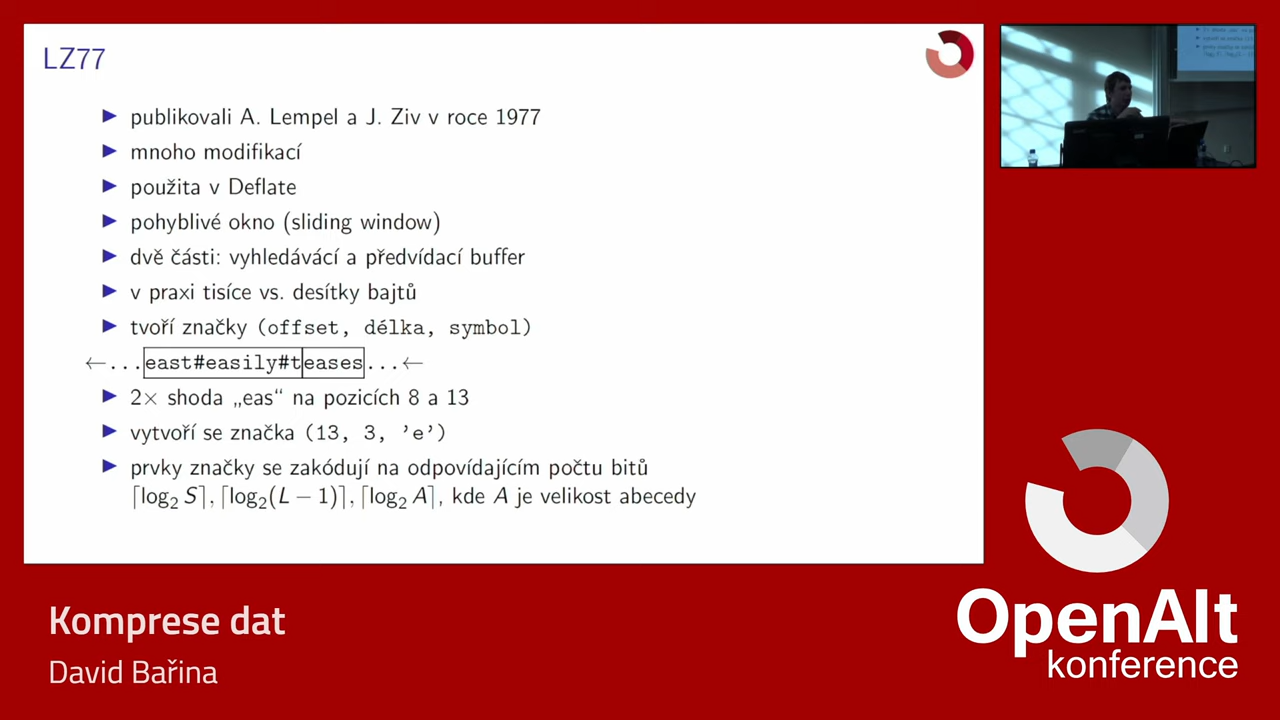 LZ77
▶ publikovali A. Lempel a J. Ziv v roce 1977
▶ mnoho modifikací
▶ použita v Deflate
▶ pohyblivé okno (sliding window)
▶ dvě části: vyhledávácí a předvídací buffer
▶ v praxi tisíce vs. desítky bajtů
▶ tvoří značky (offset, délka, symbol)
←...east#easily#teases...←
▶ 2× shoda „eas“ na pozicích 8 a 13
▶ vytvoří se značka (13, 3, ’e’)
▶ prvky značky se zakódují na odpovídajícím počtu bitů
⌈log₂ S⌉, ⌈log₂(L − 1)⌉, ⌈log₂ A⌉, kde A je velikost abecedy
Komprese dat
David Bařina
OpenAlt
konference